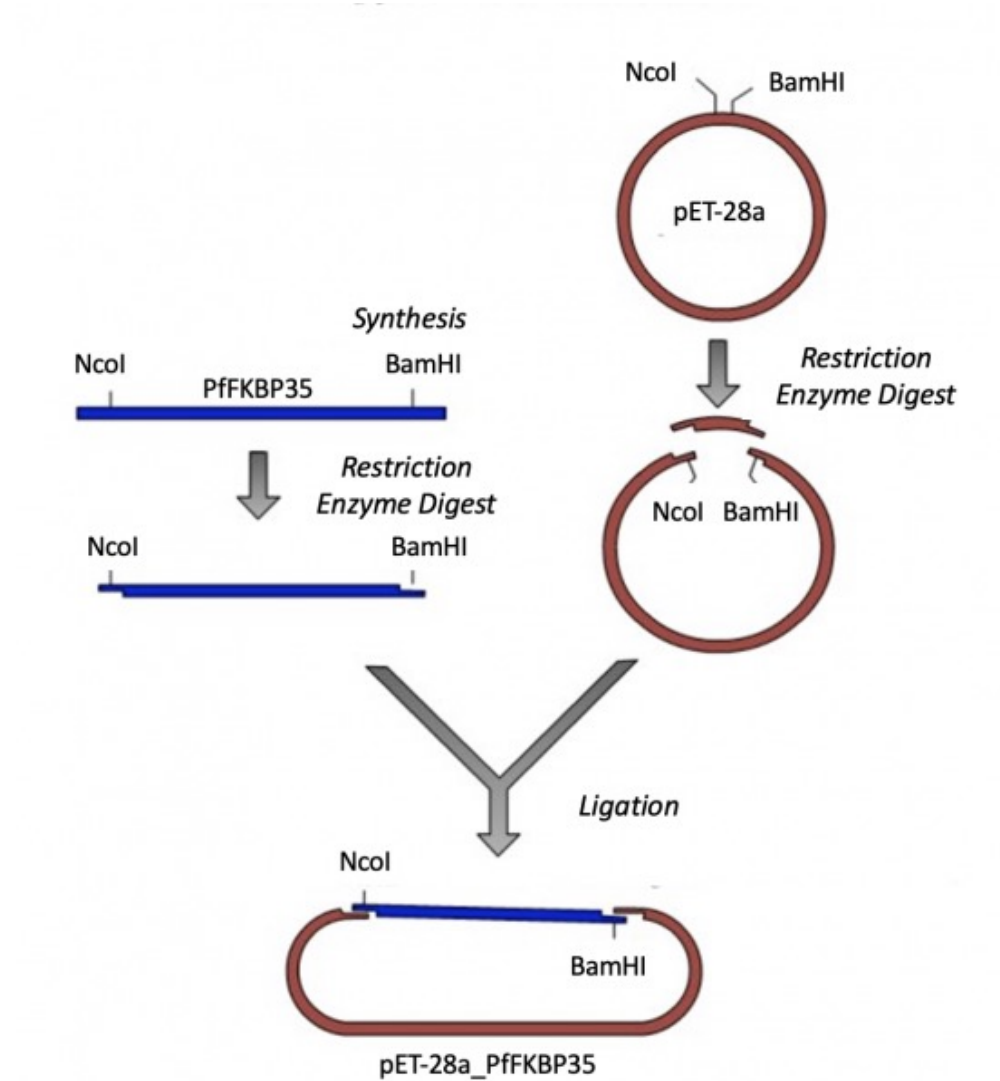 NcoI
BamHI
pET-28a
Synthesis
NcoI
BamHI
PfFKBP35
Restriction
Enzyme Digest
Restriction
Enzyme Digest
NcoI
BamHI
NcoI
BamHI
Ligation
NcoI
BamHI
pET-28a_PfFKBP35